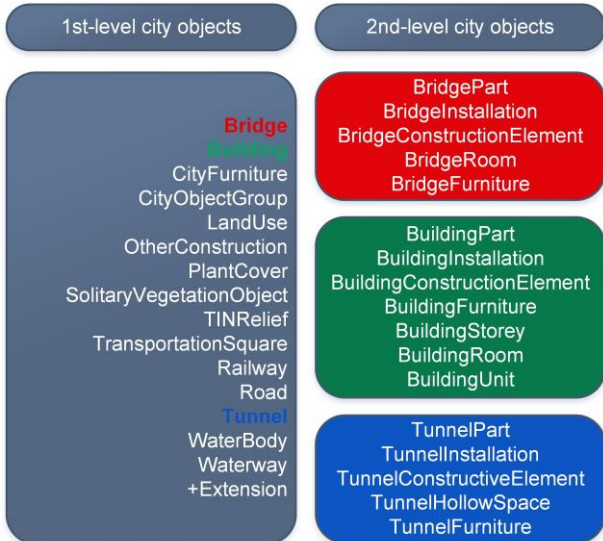 1st-level city objects
2nd-level city objects
Bridge
Building
CityFurniture
CityObjectGroup
LandUse
OtherConstruction
PlantCover
SolitaryVegetationObject
TINRelief
TransportationSquare
Railway
Road
Tunnel
WaterBody
Waterway
+Extension
BridgePart
BridgeInstallation
BridgeConstructionElement
BridgeRoom
BridgeFurniture
BuildingPart
BuildingInstallation
BuildingConstructionElement
BuildingFurniture
BuildingStorey
BuildingRoom
BuildingUnit
TunnelPart
TunnelInstallation
TunnelConstructiveElement
TunnelHollowSpace
TunnelFurniture